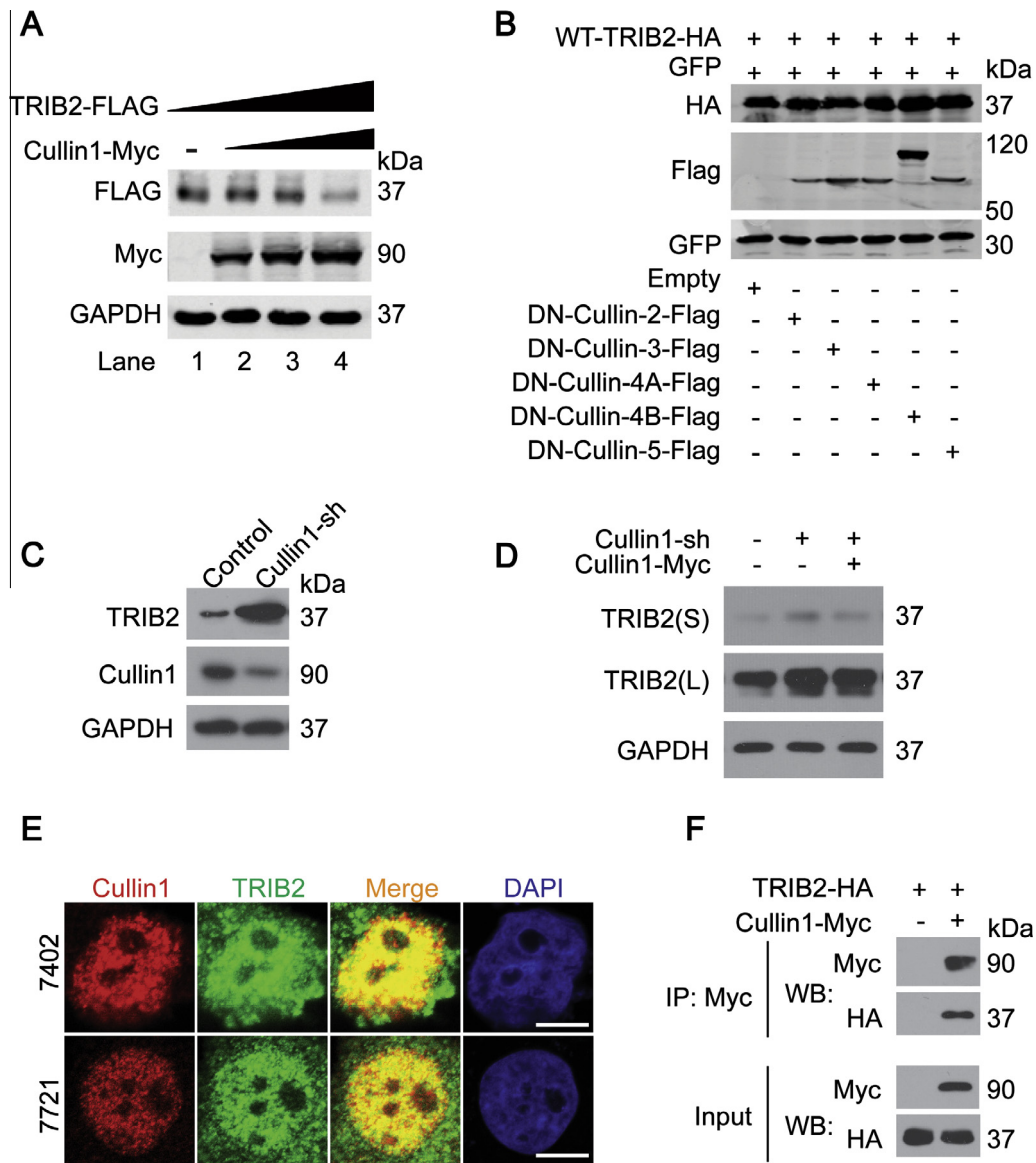 A
TRIB2-FLAG
Cullin1-Myc -
kDa
FLAG 37
Myc 90
GAPDH 37
Lane 1 2 3 4
B
WT-TRIB2-HA + + + + + +
GFP + + + + + + kDa
HA 37
120
Flag
50
GFP 30
Empty + - - - - -
DN-Cullin-2-Flag - + - - - -
DN-Cullin-3-Flag - - + - - -
DN-Cullin-4A-Flag - - - + - -
DN-Cullin-4B-Flag - - - - + -
DN-Cullin-5-Flag - - - - - +
C
Control Cullin1-sh
kDa
TRIB2 37
Cullin1 90
GAPDH 37
D
Cullin1-sh - + +
Cullin1-Myc - - +
TRIB2(S) 37
TRIB2(L) 37
GAPDH 37
E
Cullin1 TRIB2 Merge DAPI
7402
7721
F
TRIB2-HA + +
Cullin1-Myc - + kDa
IP: Myc WB: Myc 90
HA 37
Input WB: Myc 90
HA 37